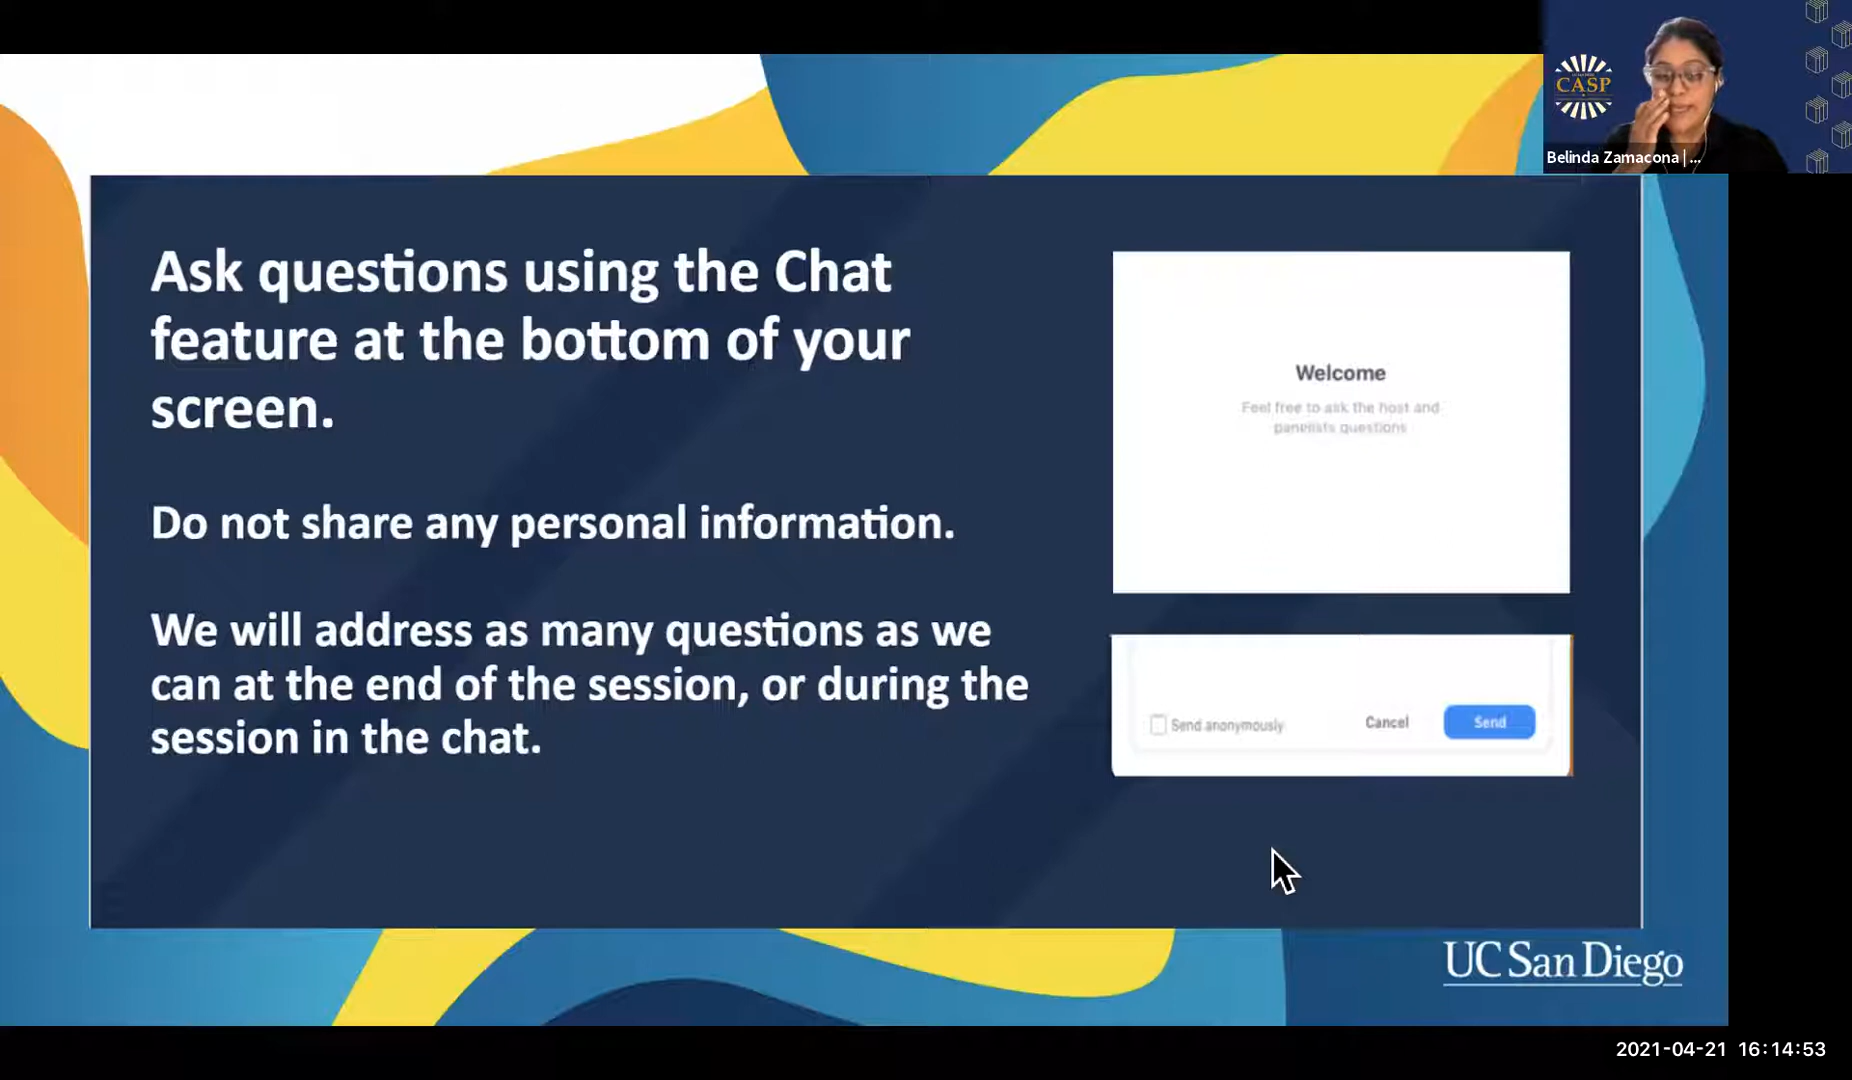 CASP
Belinda Zamacona | ...
Ask questions using the Chat
feature at the bottom of your
screen.
Do not share any personal information.
We will address as many questions as we
can at the end of the session, or during the
session in the chat.
Welcome
Feel free to ask the host and
panelists questions
Send anonymously
Cancel
Send
UC San Diego
2021-04-21 16:14:53